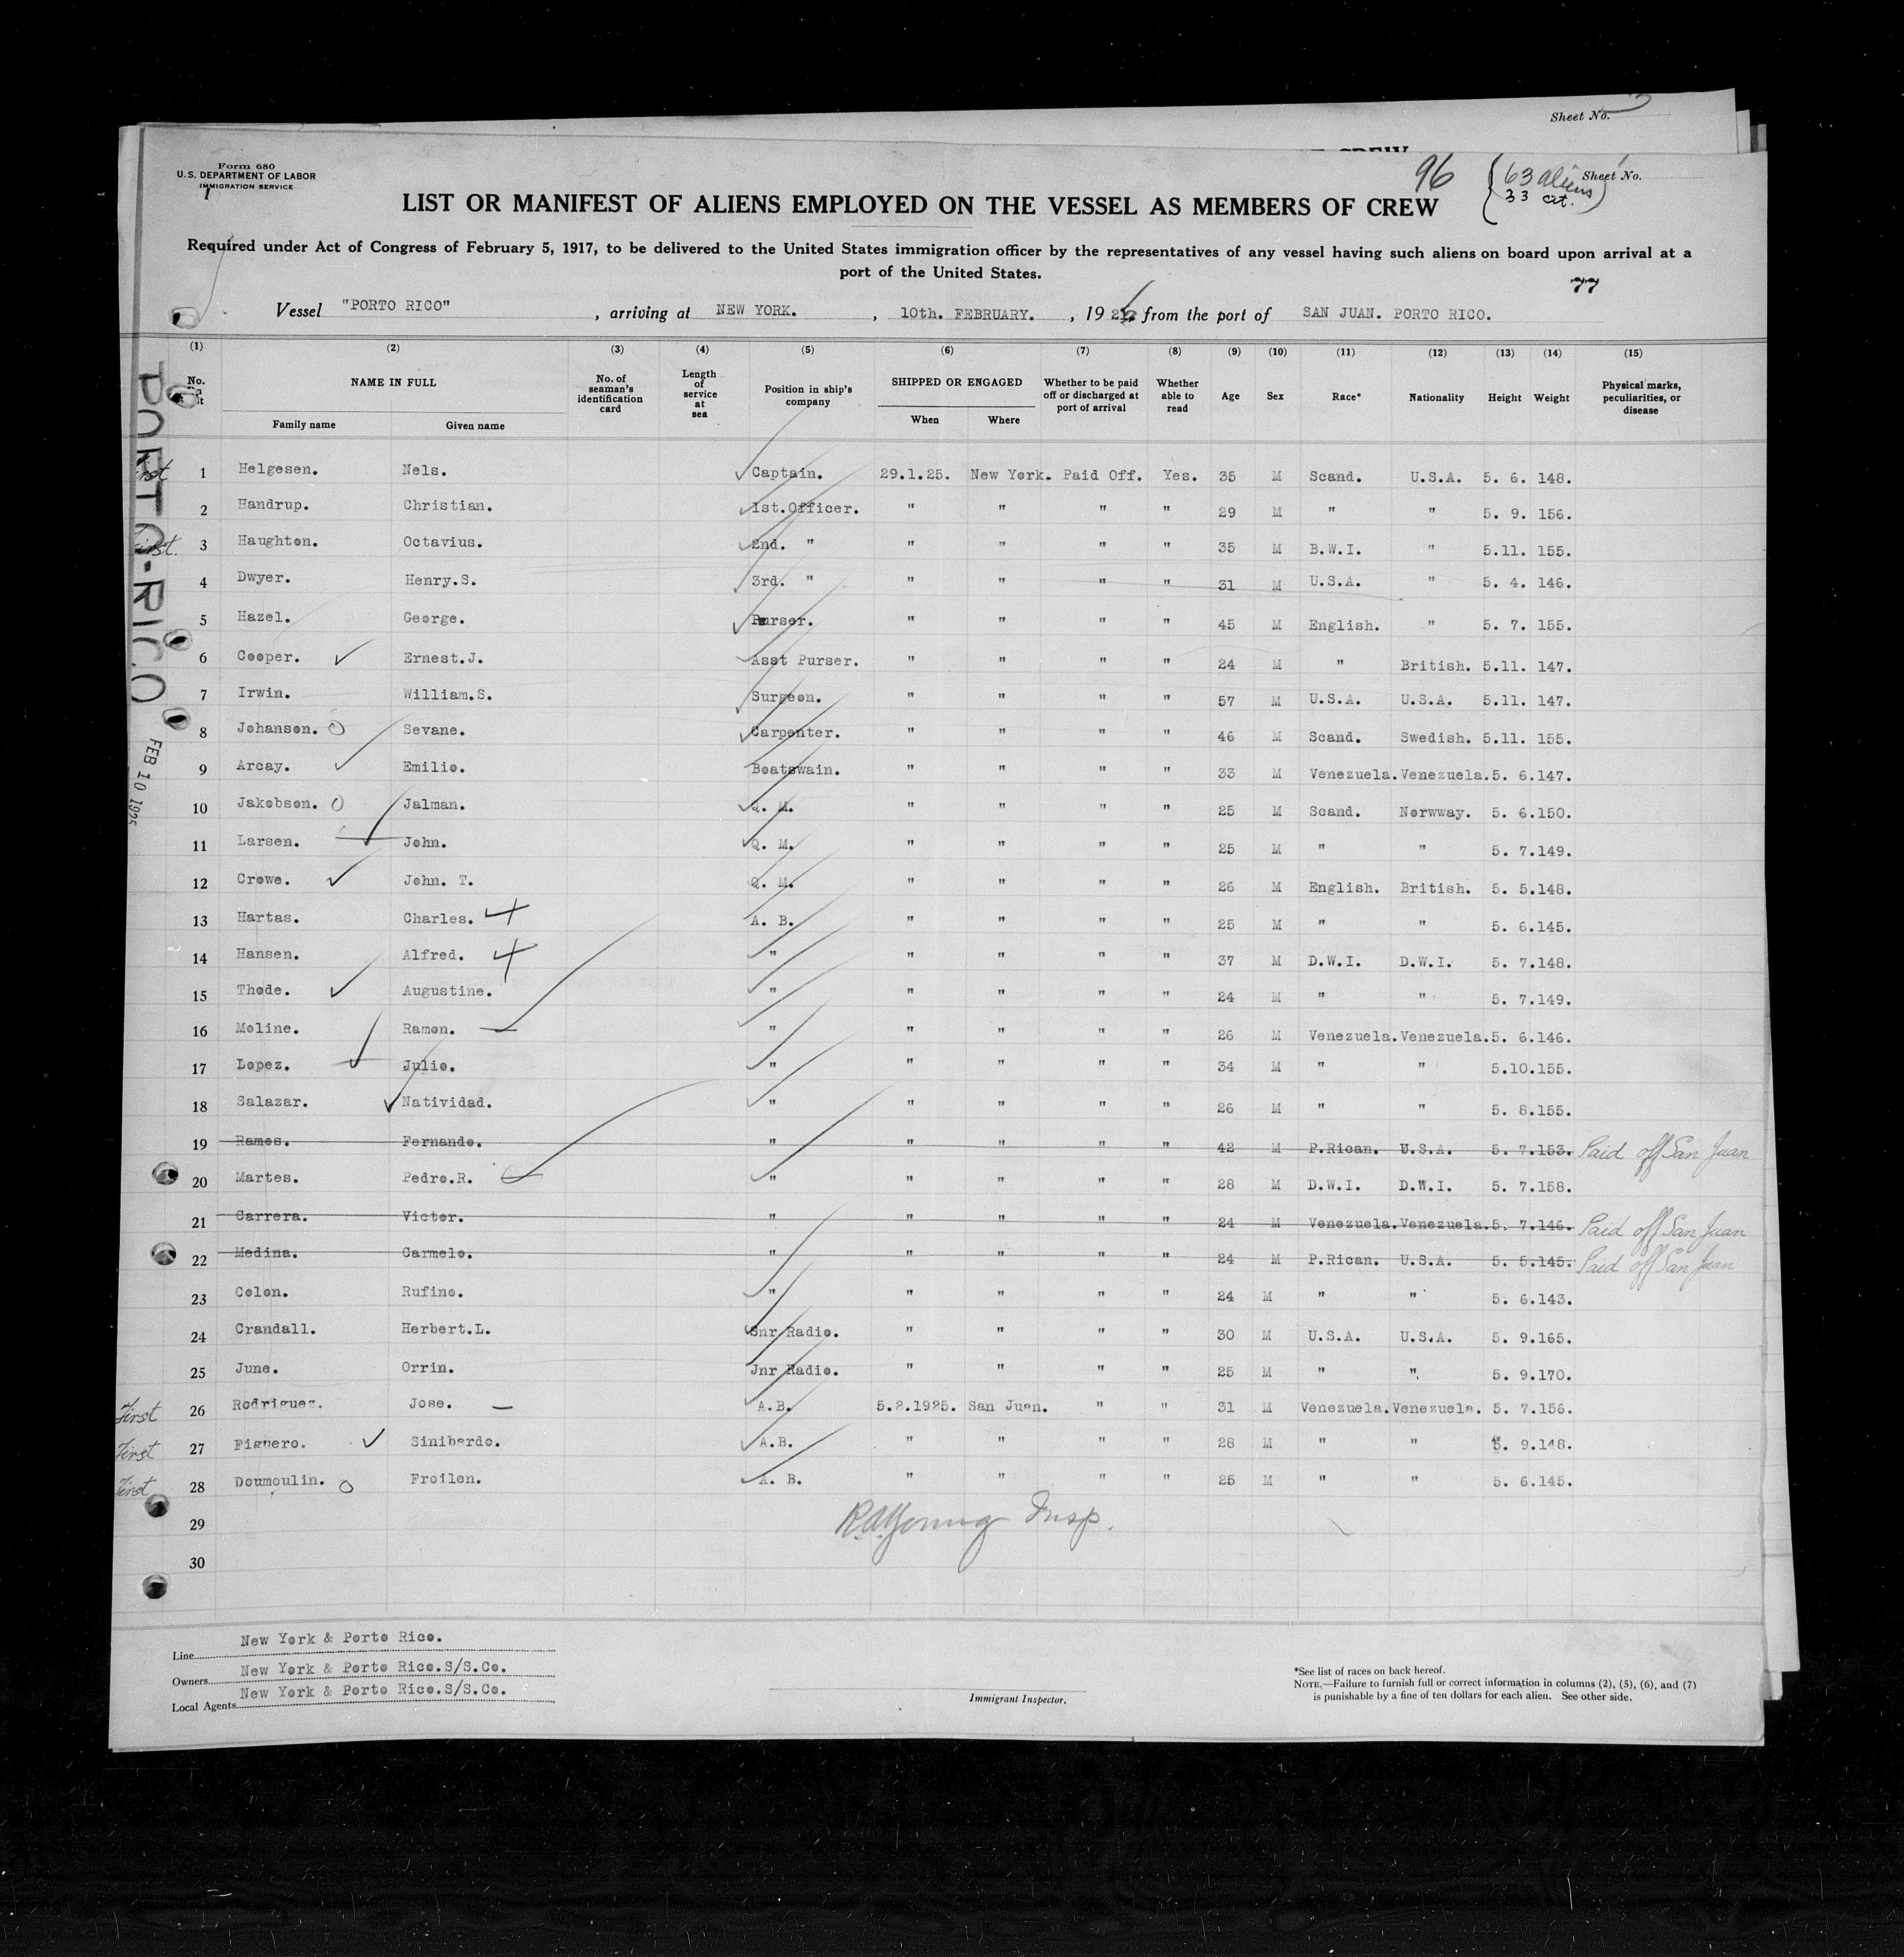 Sheet No.
Form 680
U.S. DEPARTMENT OF LABOR
IMMIGRATION SERVICE
96
63 aliens
33 cit.
Sheet No.
LIST OR MANIFEST OF ALIENS EMPLOYED ON THE VESSEL AS MEMBERS OF CREW
Required under Act of Congress of February 5, 1917, to be delivered to the United States immigration officer by the representatives of any vessel having such aliens on board upon arrival at a
port of the United States.
77
Vessel "PORTO RICO" , arriving at NEW YORK. , 10th. FEBRUARY. , 192 from the port of SAN JUAN. PORTO RICO.
(1) (2) (3) (4) (5) (6) (7) (8) (9) (10) (11) (12) (13) (14) (15)
No. NAME IN FULL No. of seaman's identification card Length of service at sea Position in ship's company SHIPPED OR ENGAGED Whether to be paid off or discharged at port of arrival Whether able to read Age Sex Race* Nationality Height Weight Physical marks, peculiarities, or disease
Family name Given name When Where
PORTO-RICO
FEB 10 1925
First 1 Helgesen. Nels. Captain. 29.1.25. New York. Paid Off. Yes. 35 M Scand. U.S.A. 5. 6. 148.
2 Handrup. Christian. 1st.Officer. " " " " 29 M " " 5. 9. 156.
First. 3 Haughton. Octavius. 2nd. " " " " " 35 M B.W.I. " 5.11. 155.
4 Dwyer. Henry.S. 3rd. " " " " " 31 M U.S.A. " 5. 4. 146.
5 Hazel. George. Purser. " " " " 45 M English. " 5. 7. 155.
6 Cooper. Ernest.J. Asst Purser. " " " " 24 M " British. 5.11. 147.
7 Irwin. William.S. Surgeon. " " " " 57 M U.S.A. U.S.A. 5.11. 147.
8 Johanson. Sevane. Carpenter. " " " " 46 M Scand. Swedish. 5.11. 155.
9 Arcay. Emilio. Boatswain. " " " " 33 M Venezuela. Venezuela. 5. 6.147.
10 Jakobson. Jalman. Q. M. " " " " 25 M Scand. Norwway. 5. 6.150.
11 Larsen. John. Q. M. " " " " 25 M " " 5. 7.149.
12 Crowe. John. T. Q. M. " " " " 26 M English. British. 5. 5.148.
13 Hartas. Charles. A. B. " " " " 25 M " " 5. 6.145.
14 Hansen. Alfred. " " " " " 37 M D.W.I. D.W.I. 5. 7.148.
15 Thode. Augustine. " " " " " 24 M " " 5. 7.149.
16 Moline. Ramon. " " " " " 26 M Venezuela. Venezuela. 5. 6.146.
17 Lopez. Julio. " " " " " 34 M " " 5.10.155.
18 Salazar. Natividad. " " " " " 26 M " " 5. 8.155.
19 Ramos. Fernando. " " " " " 42 M P.Rican. U.S.A. 5. 7.153. Paid off San Juan
20 Martes. Pedro.R. " " " " " 28 M D.W.I. D.W.I. 5. 7.158.
21 Carrera. Victor. " " " " " 24 M Venezuela. Venezuela. 5. 7.146. Paid off San Juan
22 Medina. Carmelo. " " " " " 24 M P.Rican. U.S.A. 5. 5.145. Paid off San Juan
23 Colon. Rufino. " " " " " 24 M " " 5. 6.143.
24 Crandall. Herbert.L. Snr Radio. " " " " 30 M U.S.A. U.S.A. 5. 9.165.
25 June. Orrin. Jnr Radio. " " " " 25 M " " 5. 9.170.
First 26 Rodriguez. Jose. A.B. 5.2.1925. San Juan. " " 31 M Venezuela. Venezuela. 5. 7.156.
First 27 Figuero. Sinibardo. A.B. " " " " 28 M " " 5. 9.148.
First 28 Doumoulin. Froilen. A. B. " " " " 25 M " " 5. 6.145.
29
30
R.A. Young Insp.
Line New York & Porto Rico.
Owners New York & Porto Rico.S/S.Co.
Local Agents New York & Porto Rico.S/S.Co.
Immigrant Inspector.
*See list of races on back hereof.
NOTE.—Failure to furnish full or correct information in columns (2), (5), (6), and (7)
is punishable by a fine of ten dollars for each alien. See other side.